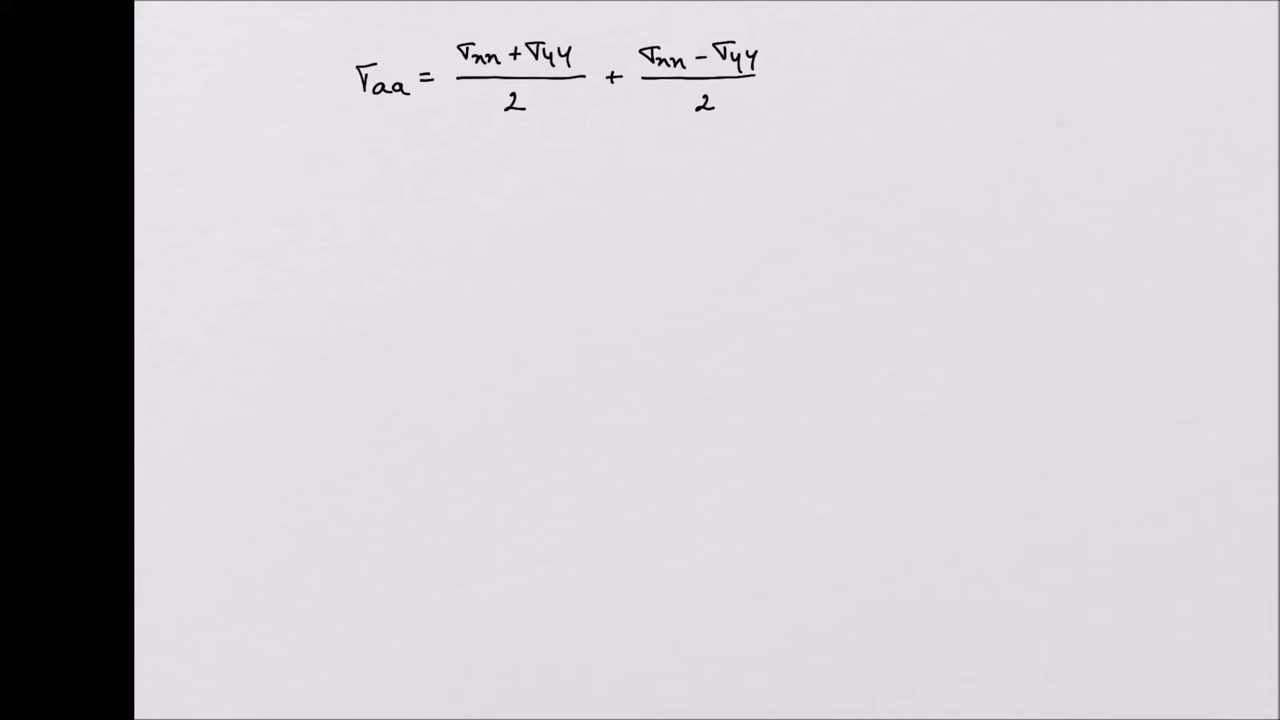 σaa = (σxx + σyy)/2 + (σxx − σyy)/2